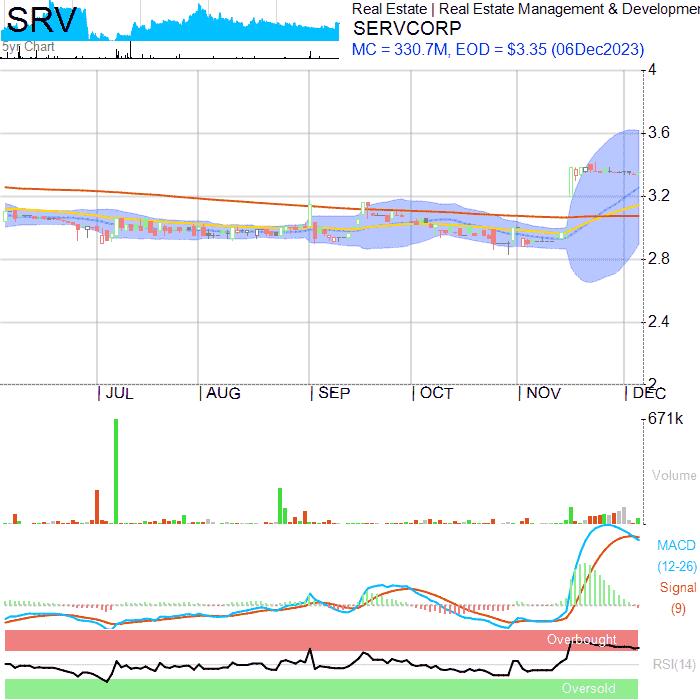 SRV
5yr Chart
Real Estate | Real Estate Management & Developmen
SERVCORP
MC = 330.7M, EOD = $3.35 (06Dec2023)
4
3.6
3.2
2.8
2.4
2
JUL AUG SEP OCT NOV DEC
671k
Volume
MACD
(12-26)
Signal
(9)
Overbought
RSI(14)
Oversold